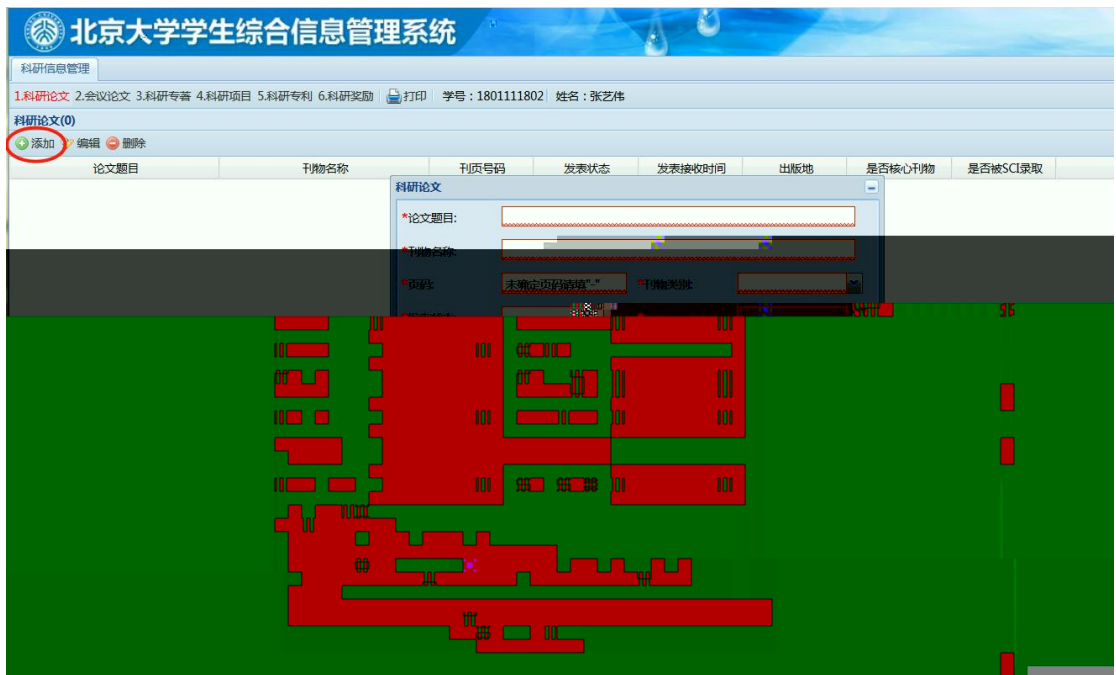 北京大学学生综合信息管理系统
科研信息管理
1.科研论文 2.会议论文 3.科研专著 4.科研项目 5.科研专利 6.科研奖励 打印 学号：1801111802 姓名：张艺伟
科研论文(0)
添加 编辑 删除
论文题目 刊物名称 刊页号码 发表状态 发表接收时间 出版地 是否核心刊物 是否被SCI录取
科研论文
*论文题目:
*刊物名称:
*页码: 未确定页码请填"-" *刊物类别: